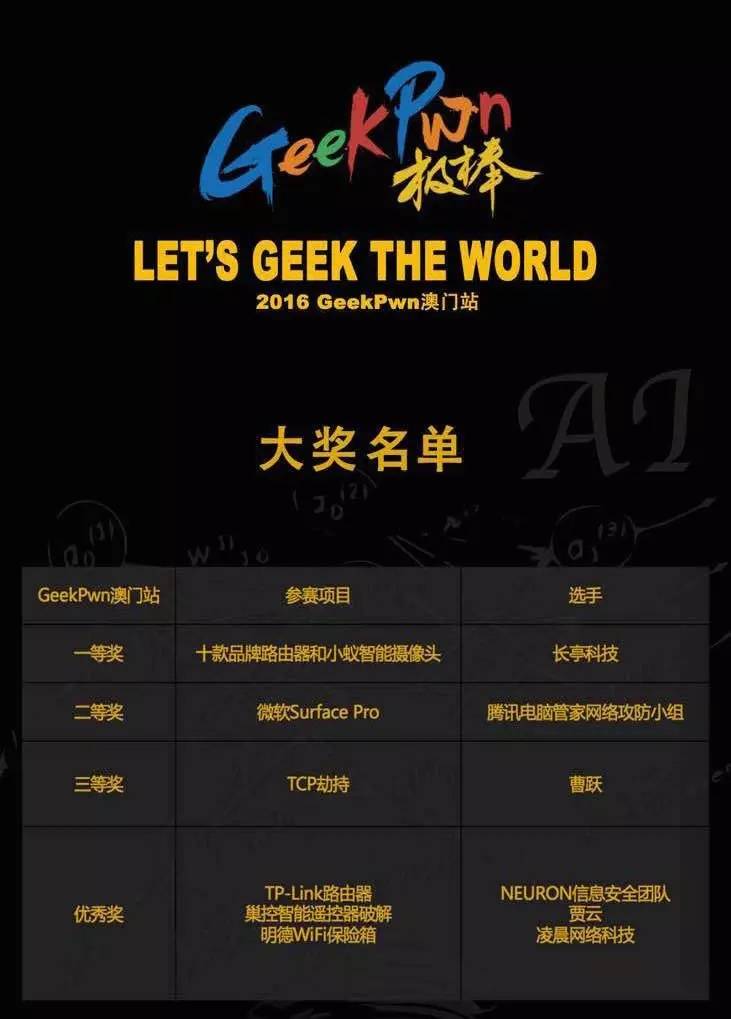 GeekPwn
极棒
LET'S GEEK THE WORLD
2016 GeekPwn澳门站
AI
大奖名单
GeekPwn澳门站 参赛项目 选手
一等奖 十款品牌路由器和小蚁智能摄像头 长亭科技
二等奖 微软Surface Pro 腾讯电脑管家网络攻防小组
三等奖 TCP劫持 曹跃
优秀奖
TP-Link路由器 NEURON信息安全团队
巢控智能遥控器破解 贾云
明德WiFi保险箱 凌晨网络科技